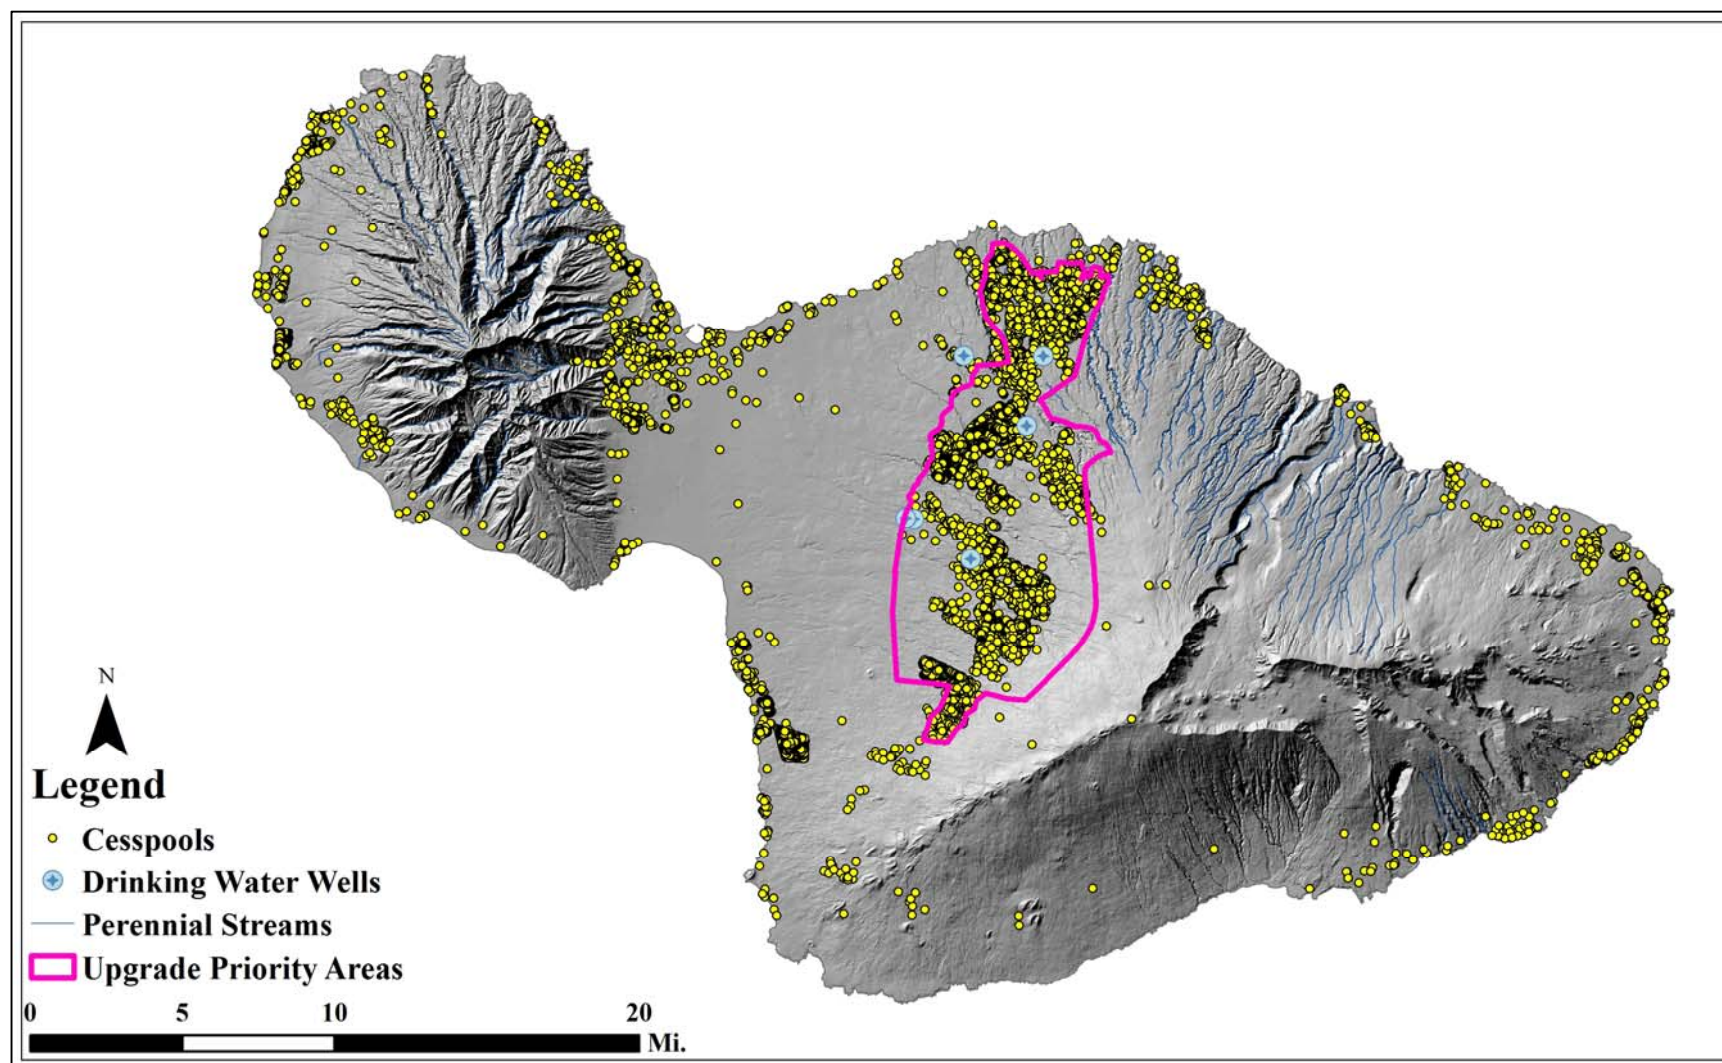 N
Legend
Cesspools
Drinking Water Wells
Perennial Streams
Upgrade Priority Areas
0 5 10 20
Mi.